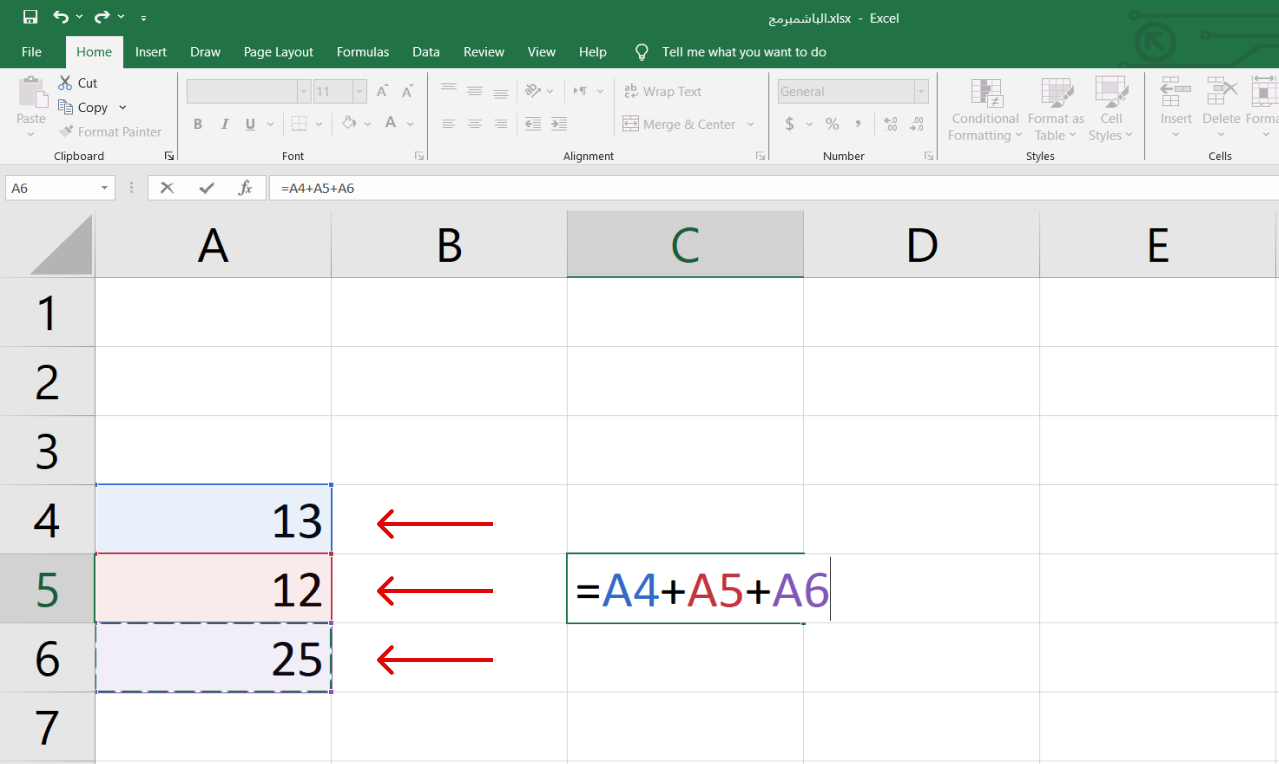 الباشمبرمج.xlsx - Excel
File Home Insert Draw Page Layout Formulas Data Review View Help Tell me what you want to do
Cut
Copy
Format Painter
Paste
Clipboard
11
B I U A
Font
Wrap Text
Merge & Center
Alignment
General
$ % ,
Number
Conditional Formatting
Format as Table
Cell Styles
Styles
Insert Delete Forma
Cells
A6 fx =A4+A5+A6
A B C D E
1
2
3
4 13
5 12 =A4+A5+A6
6 25
7